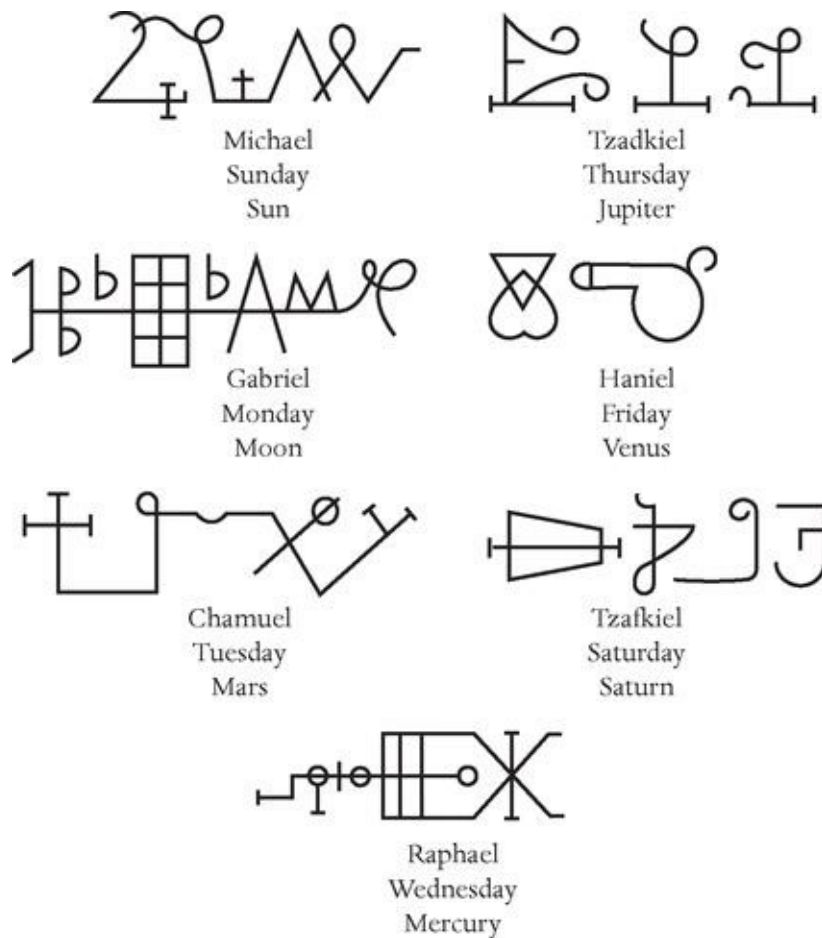 Michael
Sunday
Sun
Tzadkiel
Thursday
Jupiter
Gabriel
Monday
Moon
Haniel
Friday
Venus
Chamuel
Tuesday
Mars
Tzafkiel
Saturday
Saturn
Raphael
Wednesday
Mercury